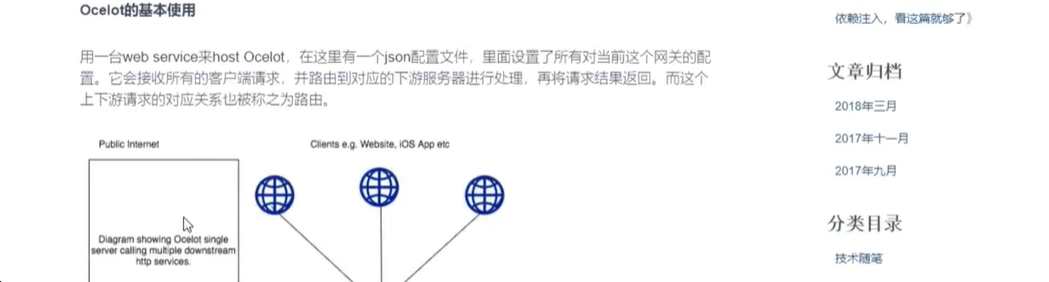 Ocelot的基本使用
用一台web service来host Ocelot，在这里有一个json配置文件，里面设置了所有对当前这个网关的配
置。它会接收所有的客户端请求，并路由到对应的下游服务器进行处理，再将请求结果返回。而这个
上下游请求的对应关系也被称之为路由。
Public Internet
Clients e.g. Website, iOS App etc
Diagram showing Ocelot single
server calling multiple downstream
http services.
依赖注入，看这篇就够了》
文章归档
2018年三月
2017年十一月
2017年九月
分类目录
技术随笔